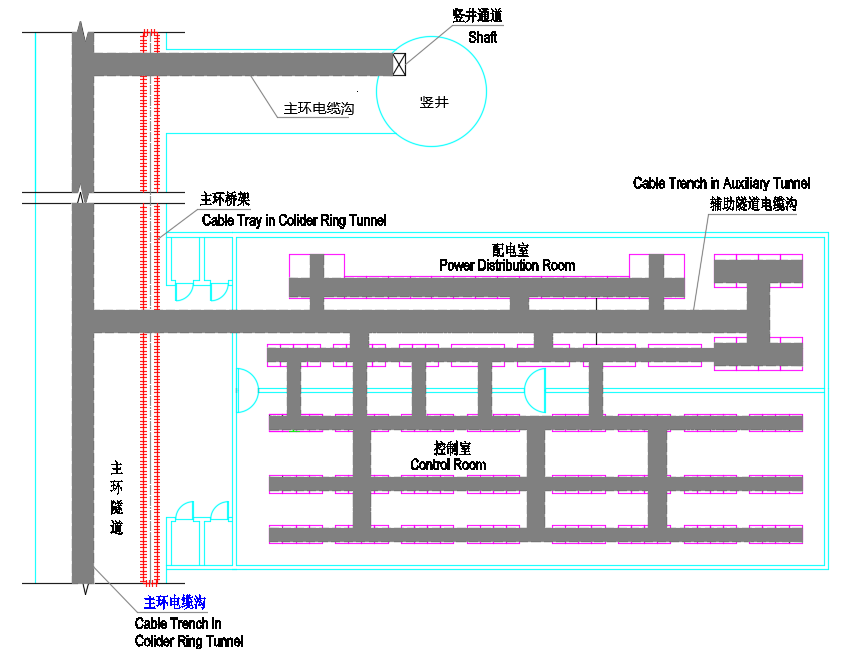 竖井通道
Shaft
竖井
主环电缆沟
Cable Trench in Auxiliary Tunnel
辅助隧道电缆沟
主环桥架
Cable Tray in Colider Ring Tunnel
配电室
Power Distribution Room
控制室
Control Room
主
环
隧
道
主环电缆沟
Cable Trench In
Colider Ring Tunnel